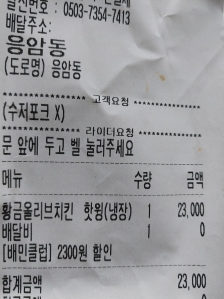 발신번호 : 0503-7354-7413
배달주소:
응암동
(도로명) 응암동
**************** 고객요청 ****************
(수저포크 X)
**************** 라이더요청 ****************
문 앞에 두고 벨 눌러주세요
메뉴 수량 금액
황금올리브치킨 핫윙(냉장) 1 23,000
배달비 1 0
[배민클럽] 2300원 할인
합계금액 23,000